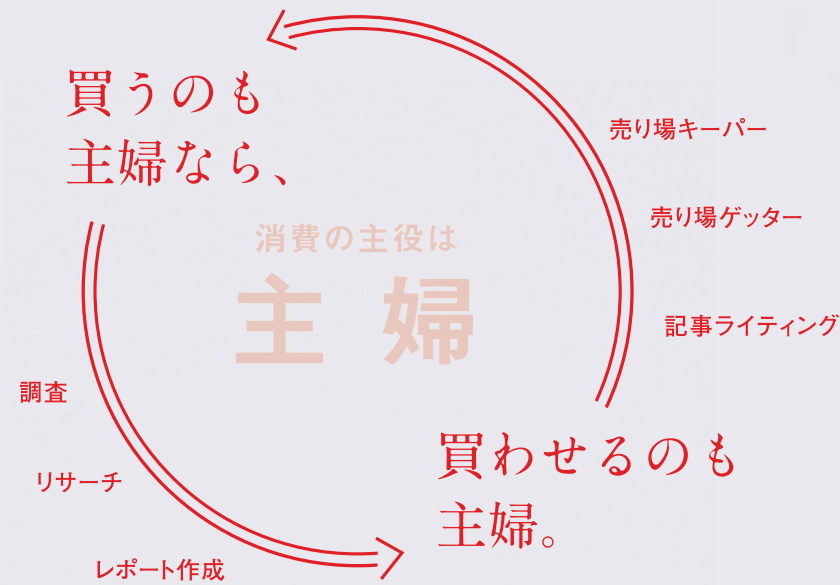 買うのも
主婦なら、
売り場キーパー
売り場ゲッター
記事ライティング
消費の主役は
主婦
調査
リサーチ
レポート作成
買わせるのも
主婦。